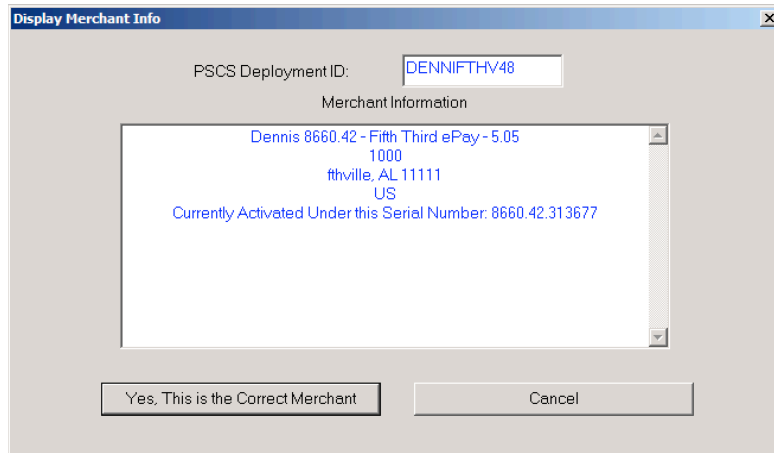 Display Merchant Info
PSCS Deployment ID: DENNIFTHV48
Merchant Information
Dennis 8660.42 - Fifth Third ePay - 5.05
1000
fthville, AL 11111
US
Currently Activated Under this Serial Number: 8660.42.313677
Yes, This is the Correct Merchant Cancel